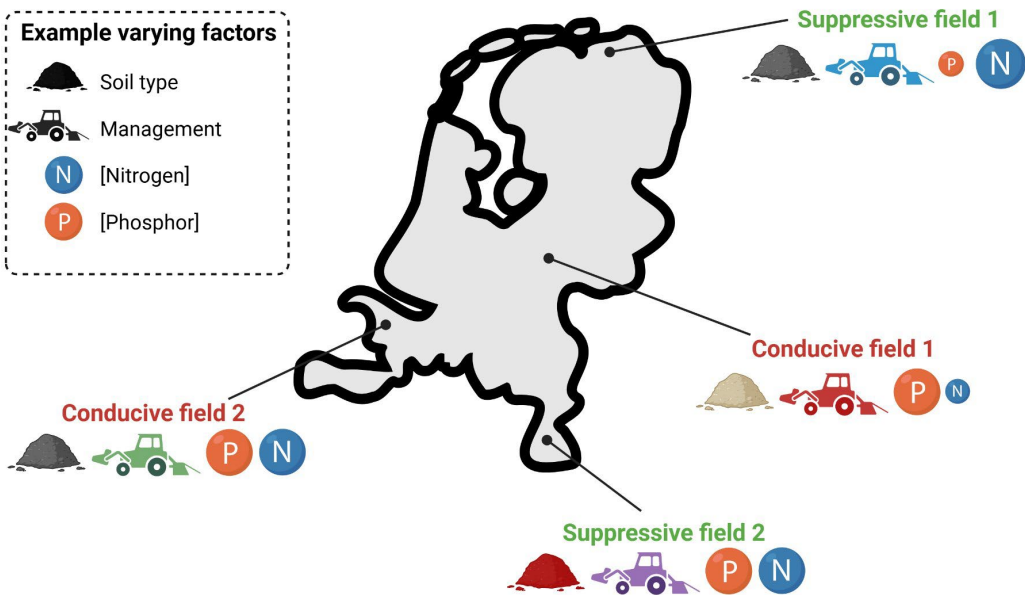 Example varying factors
Soil type
Management
N [Nitrogen]
P [Phosphor]
Suppressive field 1
P N
Conducive field 1
P N
Conducive field 2
P N
Suppressive field 2
P N